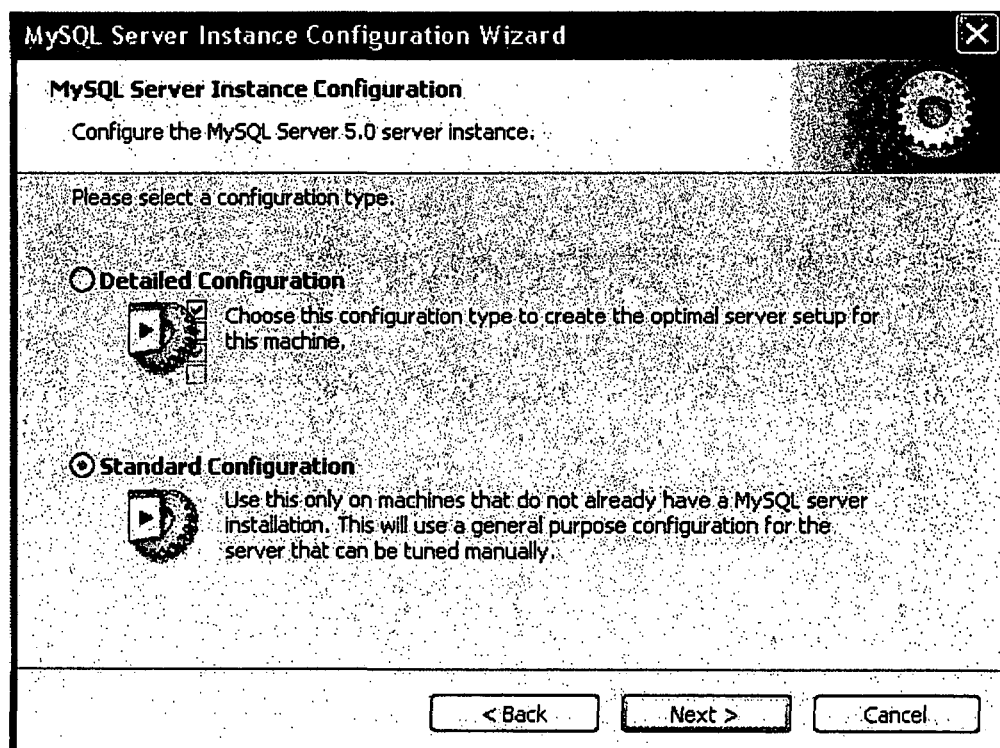 MySQL Server Instance Configuration Wizard
MySQL Server Instance Configuration
Configure the MySQL Server 5.0 server instance.
Please select a configuration type.
Detailed Configuration
Choose this configuration type to create the optimal server setup for
this machine.
Standard Configuration
Use this only on machines that do not already have a MySQL server
installation. This will use a general purpose configuration for the
server that can be tuned manually.
< Back
Next >
Cancel